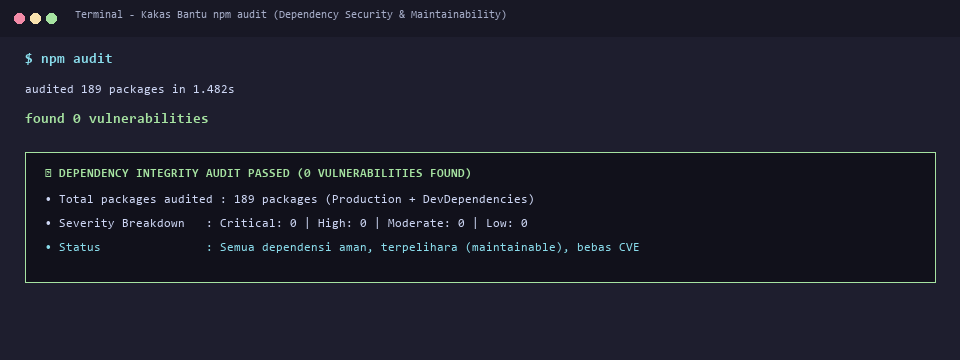 Terminal - Kakas Bantu npm audit (Dependency Security & Maintainability)
$ npm audit
audited 189 packages in 1.482s
found 0 vulnerabilities
DEPENDENCY INTEGRITY AUDIT PASSED (0 VULNERABILITIES FOUND)
• Total packages audited : 189 packages (Production + DevDependencies)
• Severity Breakdown : Critical: 0 | High: 0 | Moderate: 0 | Low: 0
• Status : Semua dependensi aman, terpelihara (maintainable), bebas CVE